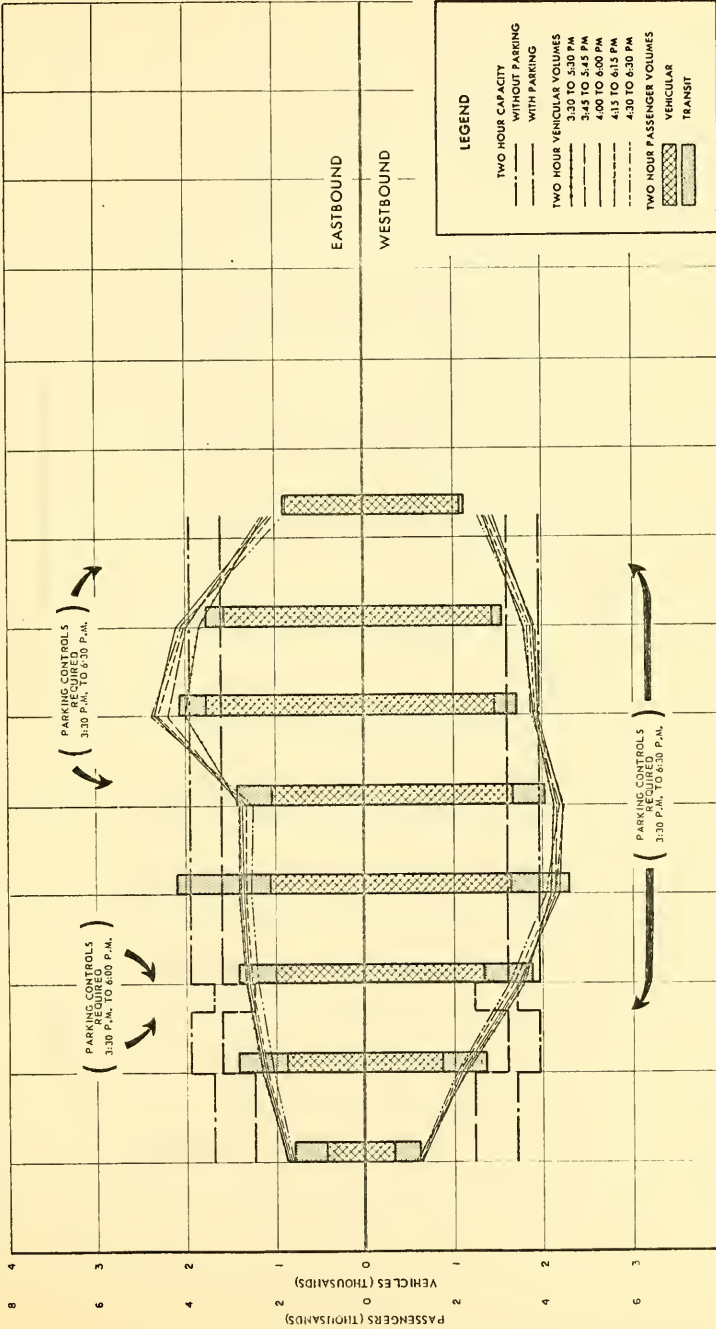 PARKING CONTROLS
REQUIRED
3:30 P.M. TO 6:00 P.M.
PARKING CONTROLS
REQUIRED
3:30 P.M. TO 6:30 P.M.
EASTBOUND
WESTBOUND
PARKING CONTROLS
REQUIRED
3:30 P.M. TO 6:30 P.M.
LEGEND
TWO HOUR CAPACITY
WITHOUT PARKING
WITH PARKING
TWO HOUR VEHICULAR VOLUMES
3:30 TO 5:30 PM
3:45 TO 5:45 PM
4:00 TO 6:00 PM
4:15 TO 6:15 PM
4:30 TO 6:30 PM
TWO HOUR PASSENGER VOLUMES
VEHICULAR
TRANSIT
8 4
6 3
4 2
2 1
0 0
2 1
4 2
6 3
VEHICLES (THOUSANDS)
PASSENGERS (THOUSANDS)